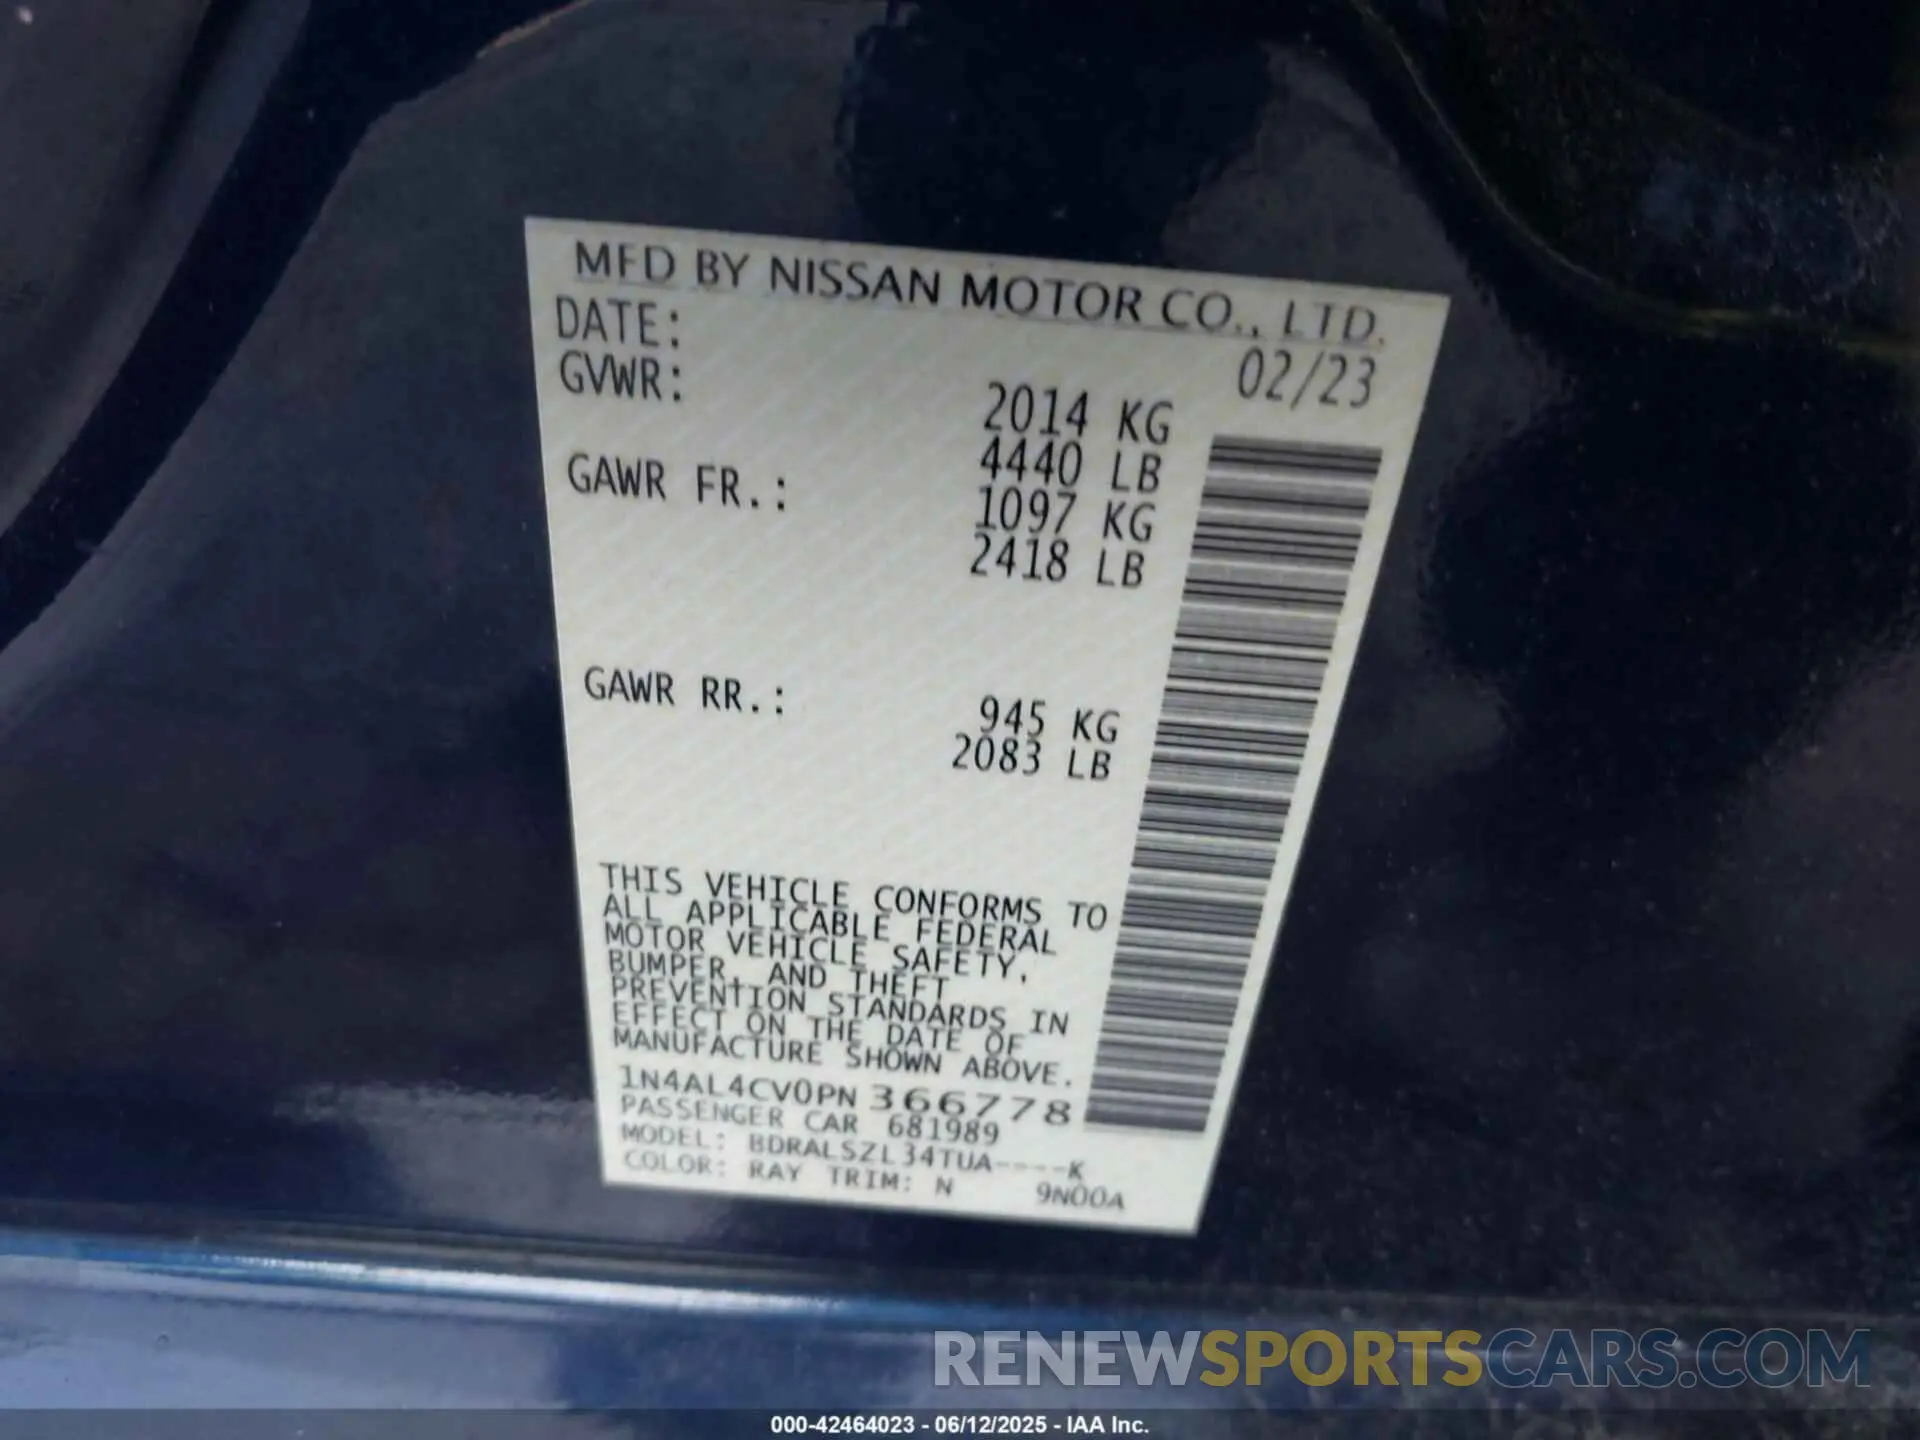 MFD BY NISSAN MOTOR CO., LTD.
DATE: 02/23
GVWR: 2014 KG
4440 LB
GAWR FR.: 1097 KG
2418 LB
GAWR RR.: 945 KG
2083 LB
THIS VEHICLE CONFORMS TO
ALL APPLICABLE FEDERAL
MOTOR VEHICLE SAFETY,
BUMPER, AND THEFT
PREVENTION STANDARDS IN
EFFECT ON THE DATE OF
MANUFACTURE SHOWN ABOVE.
1N4AL4CV0PN366778
PASSENGER CAR 681989
MODEL: BDRALSZL34TUA----K
COLOR: RAY TRIM: N 9N00A
RENEWSPORTSCARS.COM
000-42464023 - 06/12/2025 - IAA Inc.